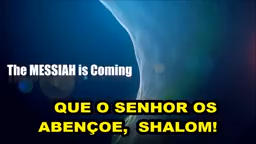 The MESSIAH is Coming
QUE O SENHOR OS
ABENÇOE, SHALOM!